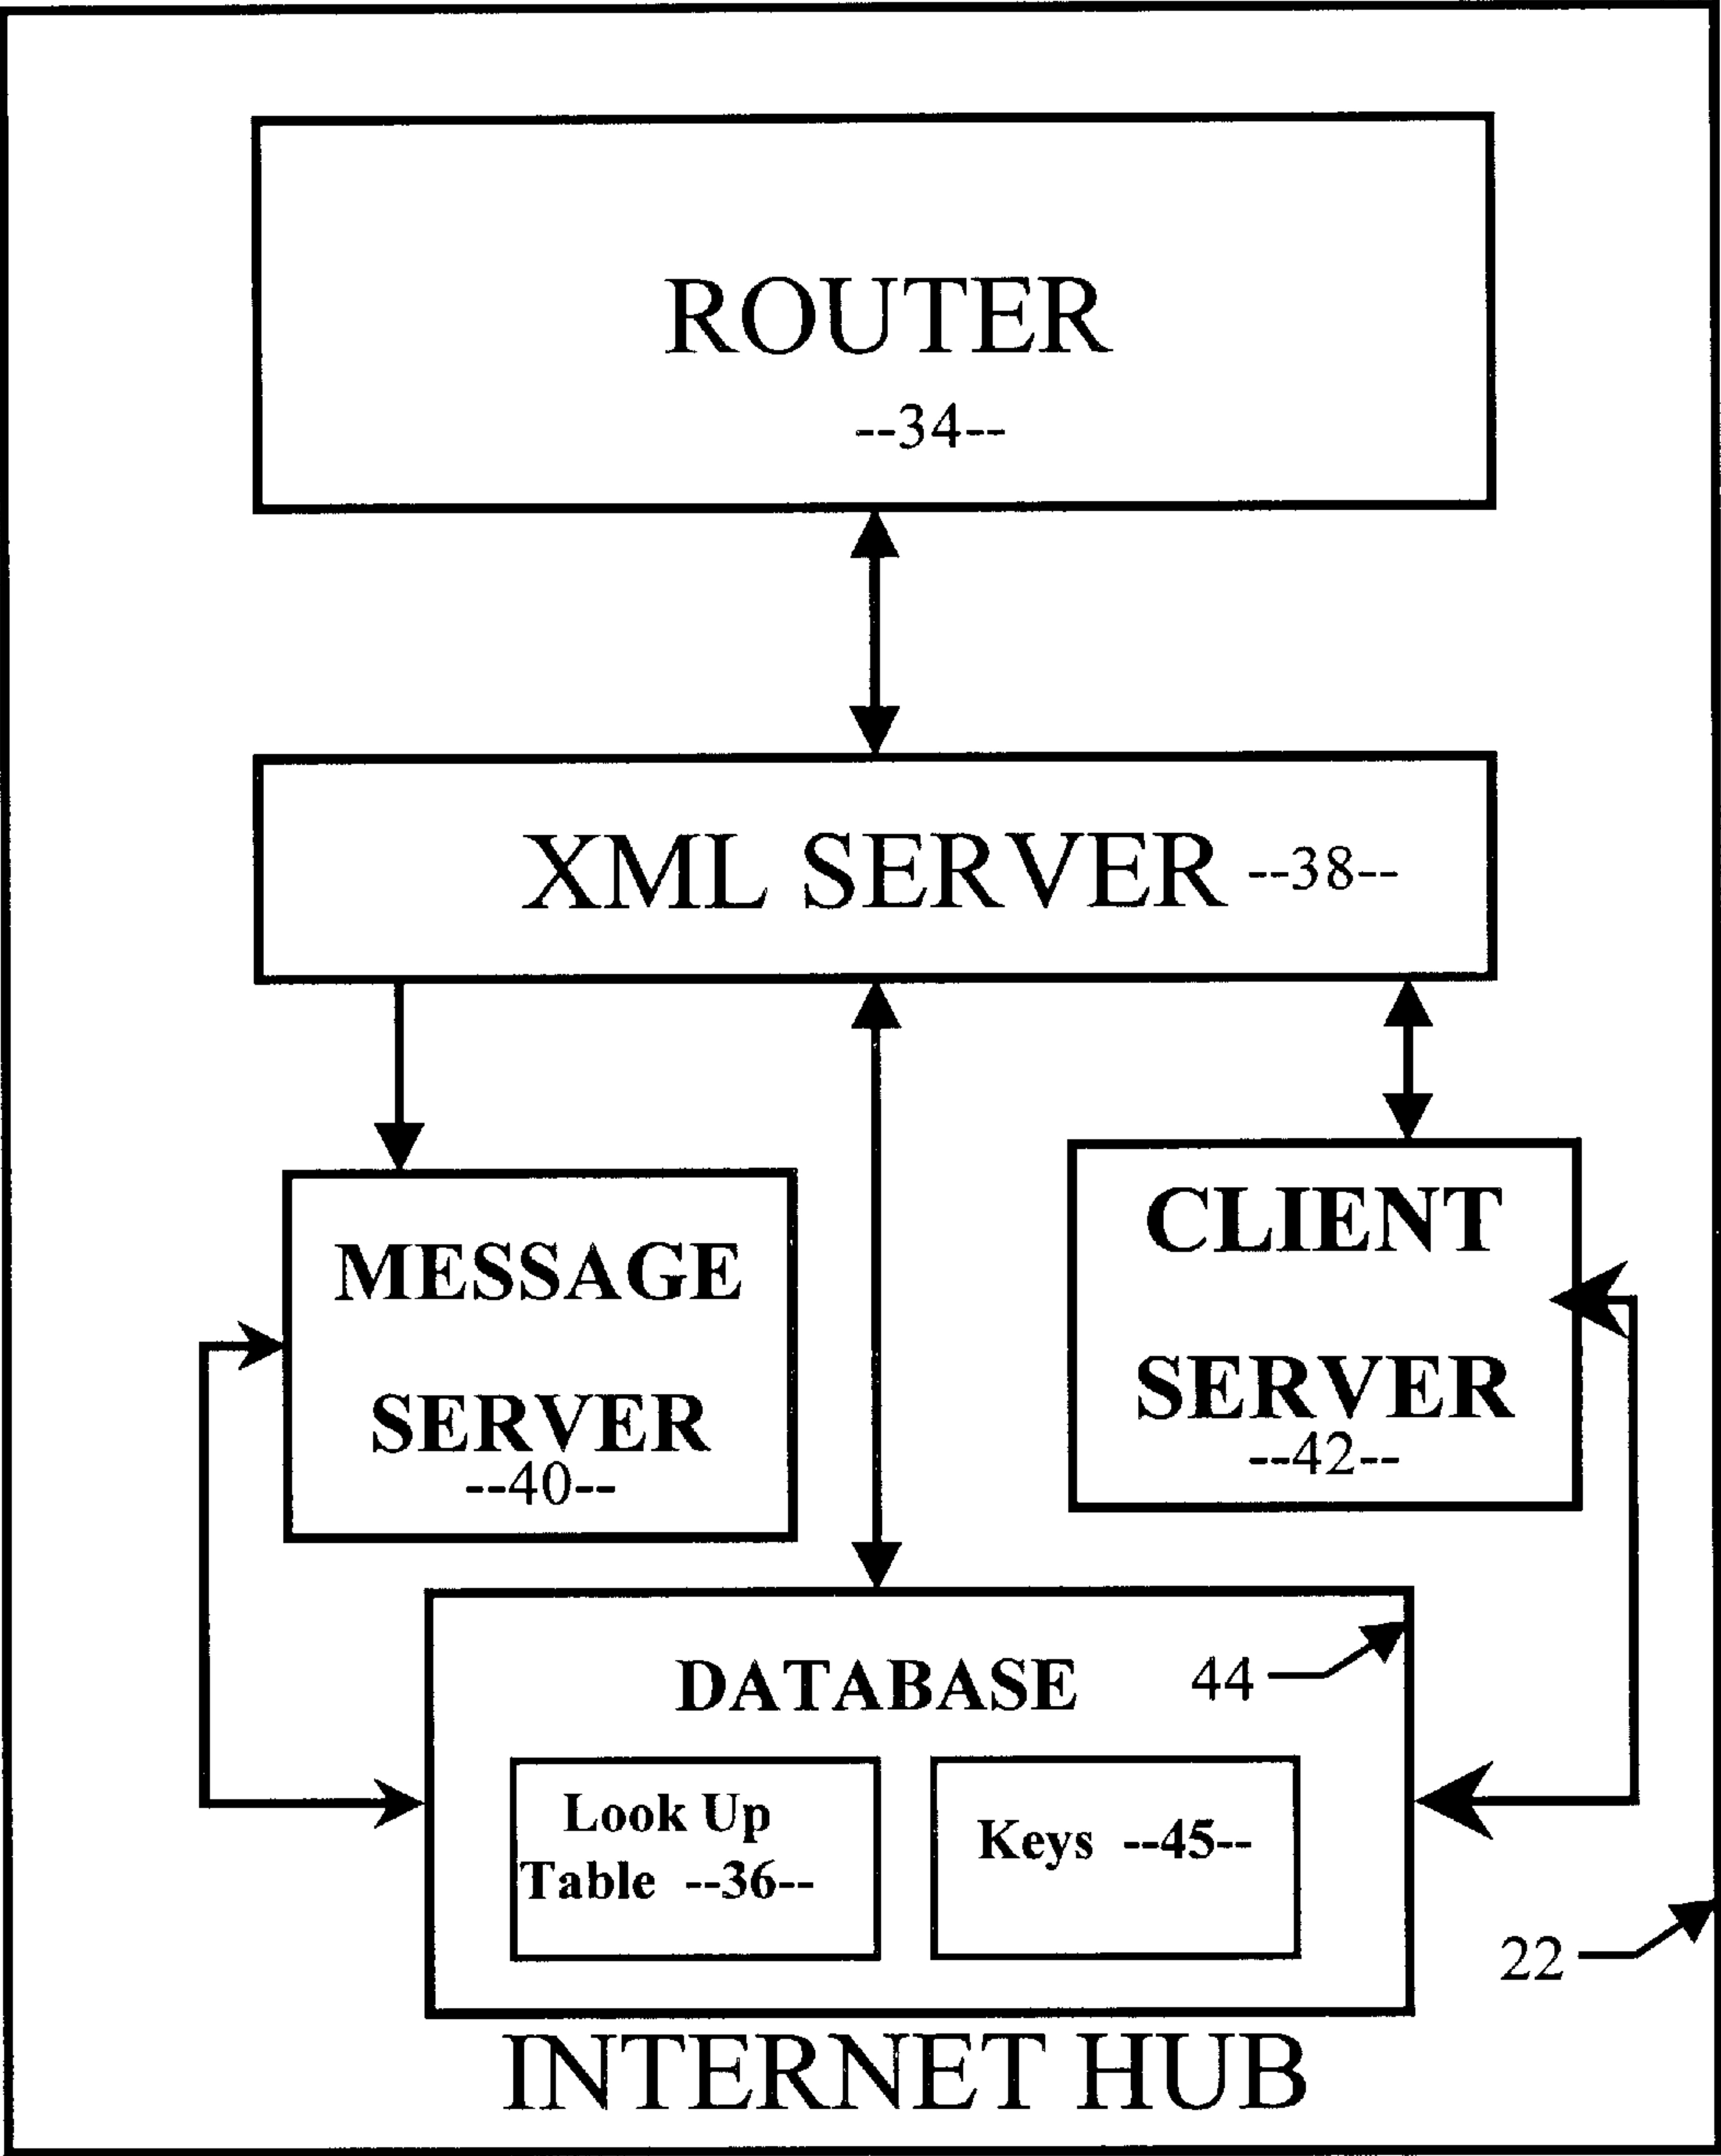 ROUTER
--34--
XML SERVER --38--
MESSAGE
SERVER
--40--
CLIENT
SERVER
--42--
DATABASE
44
Look Up
Table --36--
Keys --45--
22
INTERNET HUB